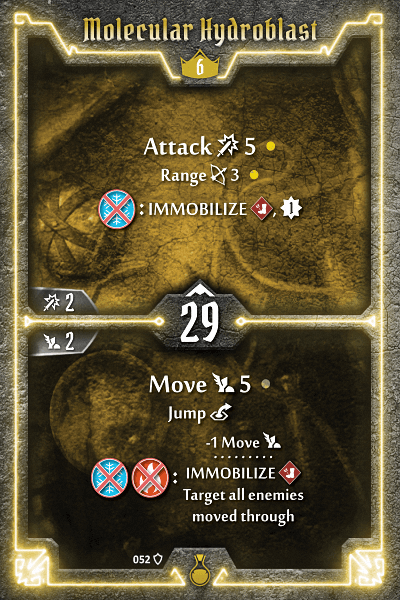 Molecular Hydroblast
6
Attack 5
Range 3
: IMMOBILIZE ,
2
29
2
Move 5
Jump
-1 Move
: IMMOBILIZE
Target all enemies
moved through
052